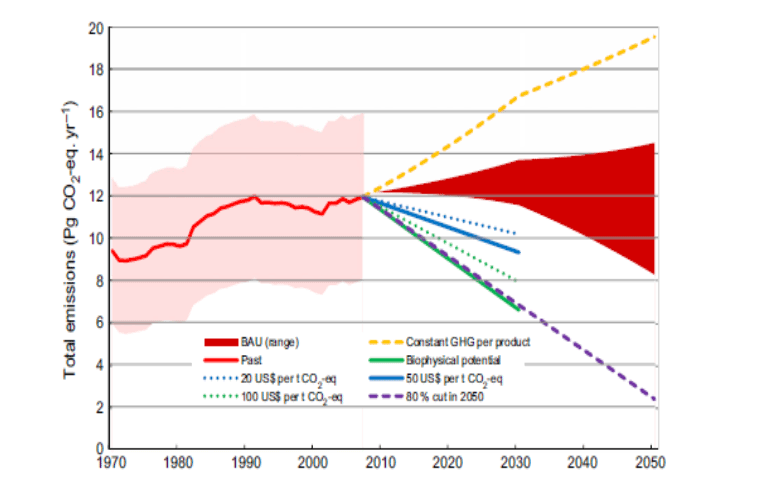 20
18
16
14
12
10
8
6
4
2
0
Total emissions (Pg CO2-eq. yr−1)
BAU (range)
Constant GHG per product
Past
Biophysical potential
20 US$ per t CO2-eq
50 US$ per t CO2-eq
100 US$ per t CO2-eq
80 % cut in 2050
1970 1980 1990 2000 2010 2020 2030 2040 2050